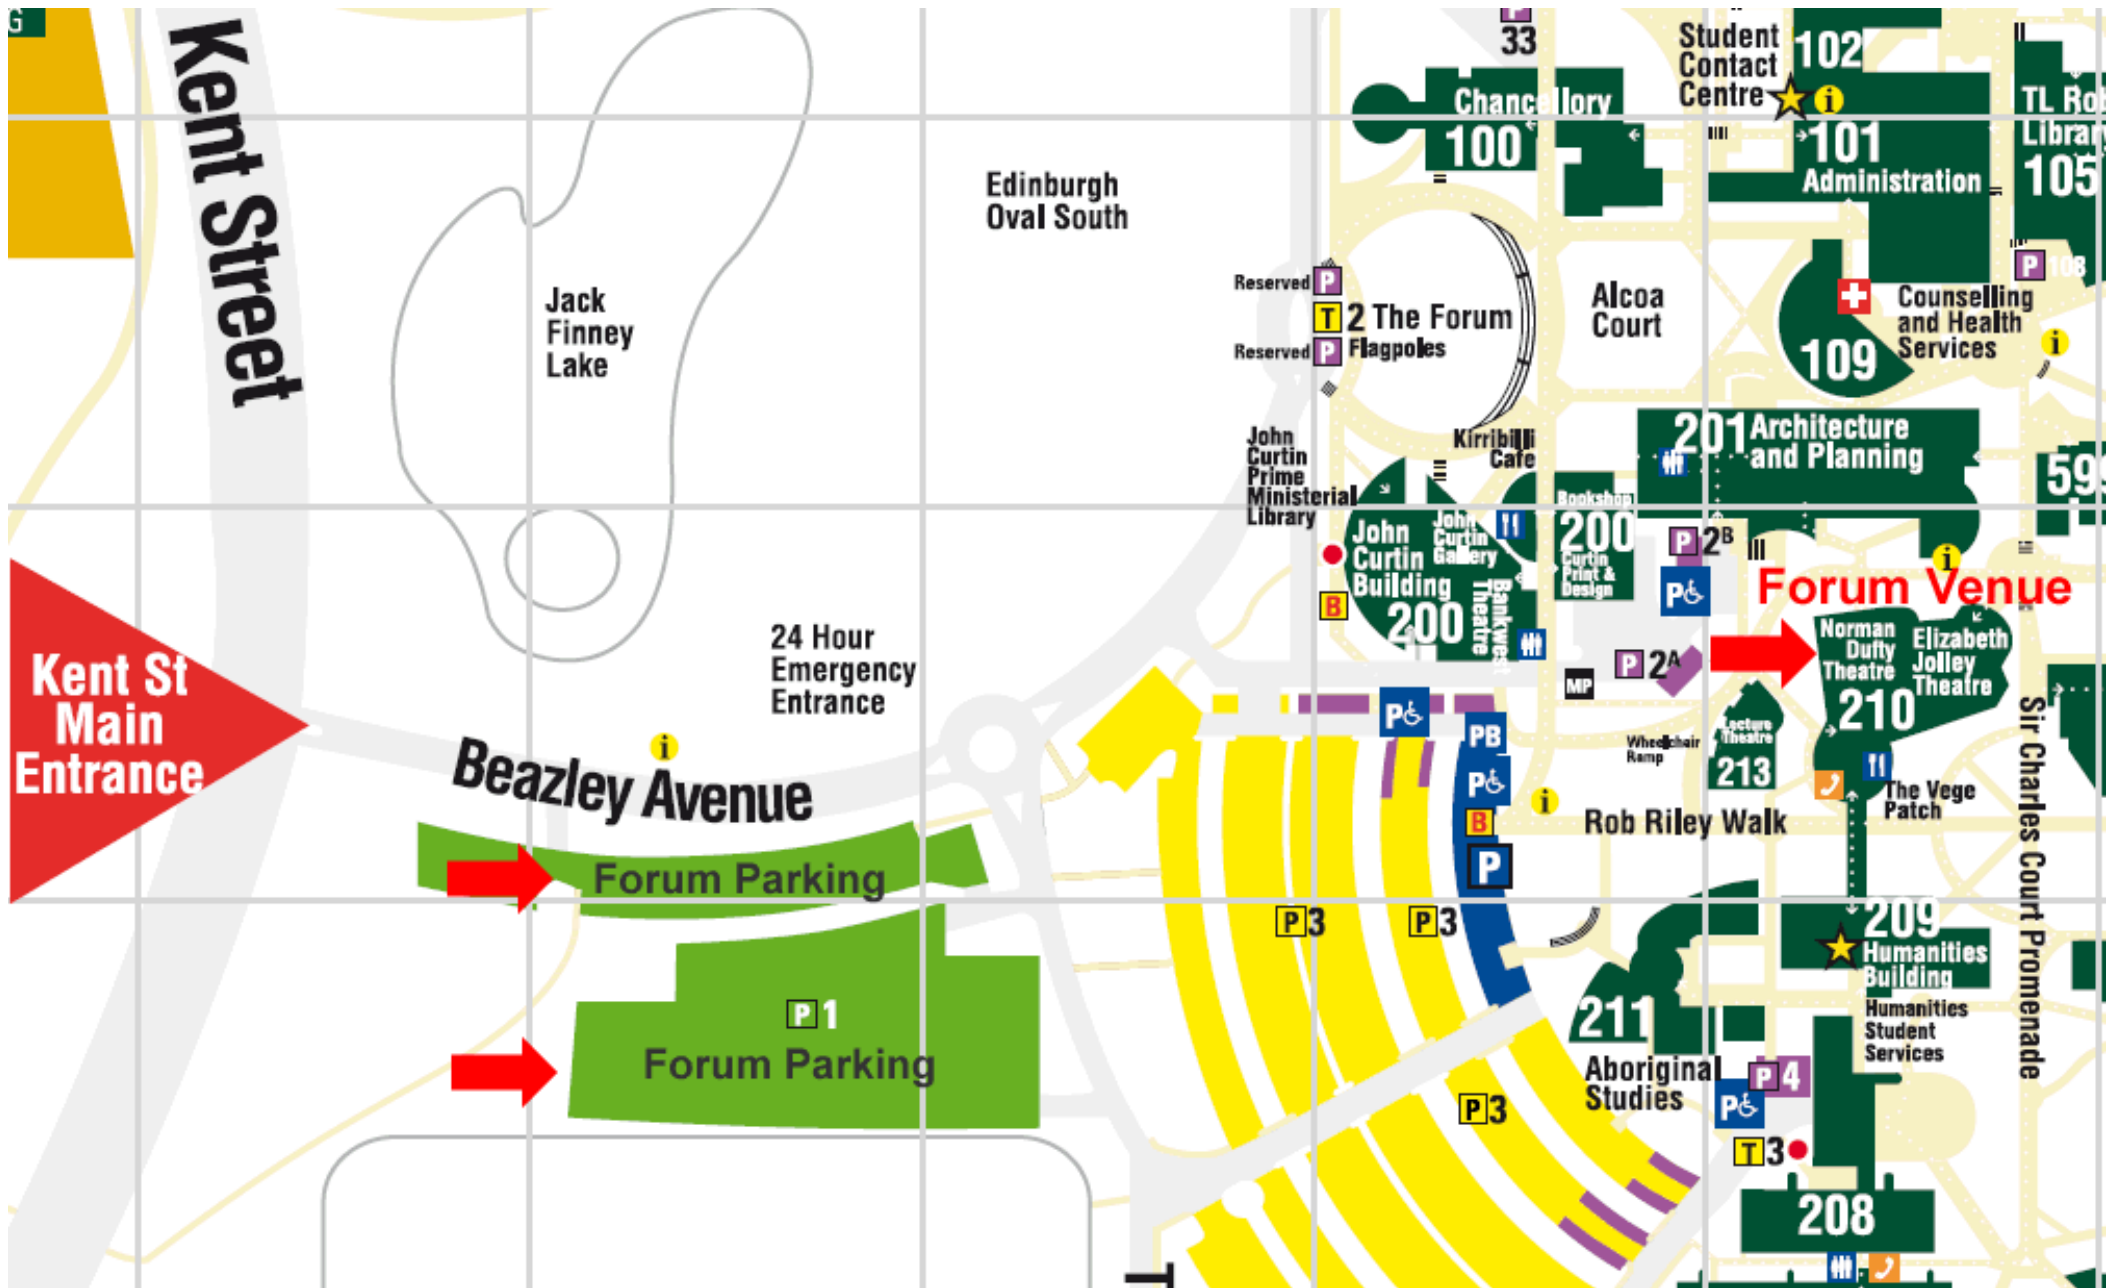 G
Kent Street
33
Student
Contact
Centre
102
i
Chancellory
100
101
Administration
TL Rob
Library
105
Edinburgh
Oval South
P 108
Jack
Finney
Lake
Reserved P
T 2 The Forum
Reserved P Flagpoles
Alcoa
Court
Counselling
and Health
Services
109
i
John
Curtin
Prime
Ministerial
Library
Kirribilli
Cafe
201 Architecture
and Planning
599
John
Curtin
Building
200
John
Curtin
Gallery
Bankwest
Theatre
Bookshop
200
Curtin
Print &
Design
P 2B
P
i
Forum Venue
B
Kent St
Main
Entrance
24 Hour
Emergency
Entrance
P 2A
MP
Norman
Dufty
Theatre
Elizabeth
Jolley
Theatre
210
P
PB
P
B
P
Wheelchair
Ramp
Lecture
Theatre
213
i
Beazley Avenue
i
Rob Riley Walk
The Vege
Patch
Sir Charles Court Promenade
Forum Parking
P 3
P 3
209
Humanities
Building
P 1
Forum Parking
211
Aboriginal
Studies
Humanities
Student
Services
P 4
P
P 3
T 3
208
T